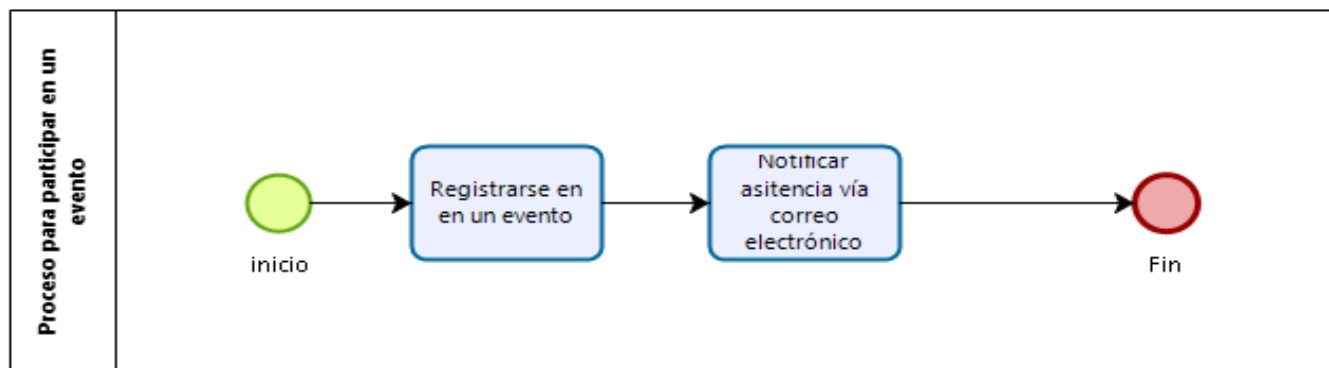 Proceso para participar en un
evento
inicio
Registrarse en
en un evento
Notificar
asitencia vía
correo
electrónico
Fin